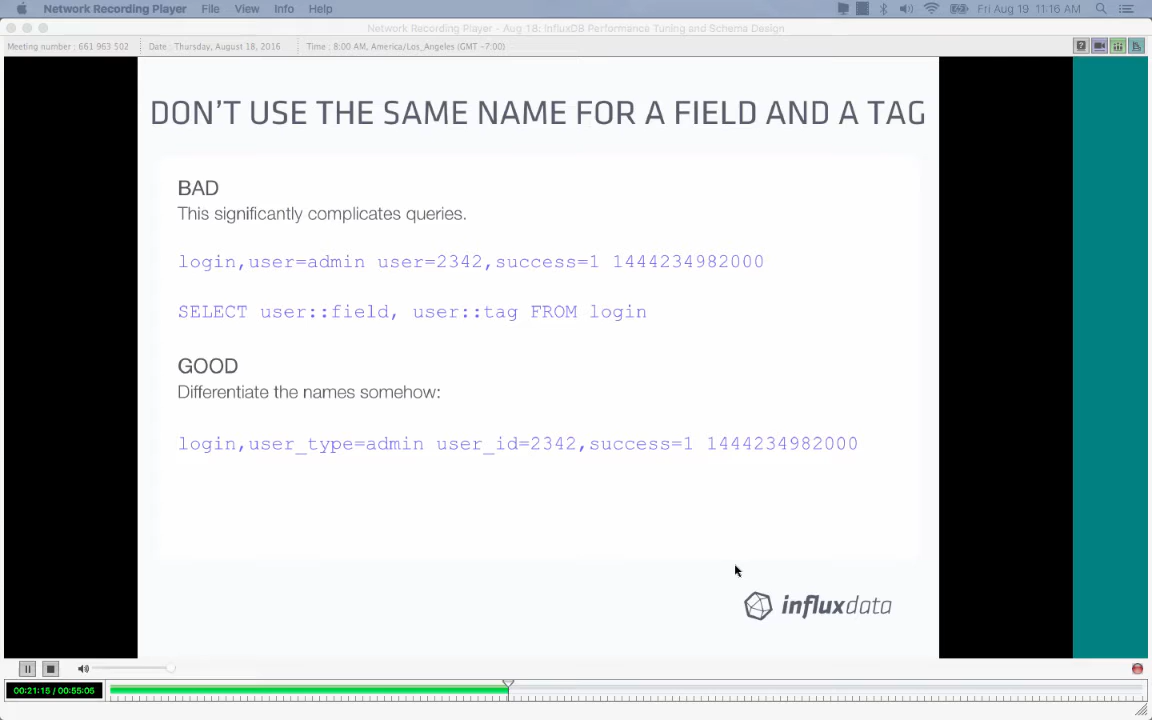 Network Recording Player File View Info Help Fri Aug 19 11:16 AM
Network Recording Player - Aug 18: InfluxDB Performance Tuning and Schema Design
Meeting number : 661 963 502 Date : Thursday, August 18, 2016 Time : 8:00 AM, America/Los_Angeles (GMT -7:00)
DON'T USE THE SAME NAME FOR A FIELD AND A TAG
BAD
This significantly complicates queries.
login,user=admin user=2342,success=1 1444234982000
SELECT user::field, user::tag FROM login
GOOD
Differentiate the names somehow:
login,user_type=admin user_id=2342,success=1 1444234982000
influxdata
00:21:15 / 00:55:05